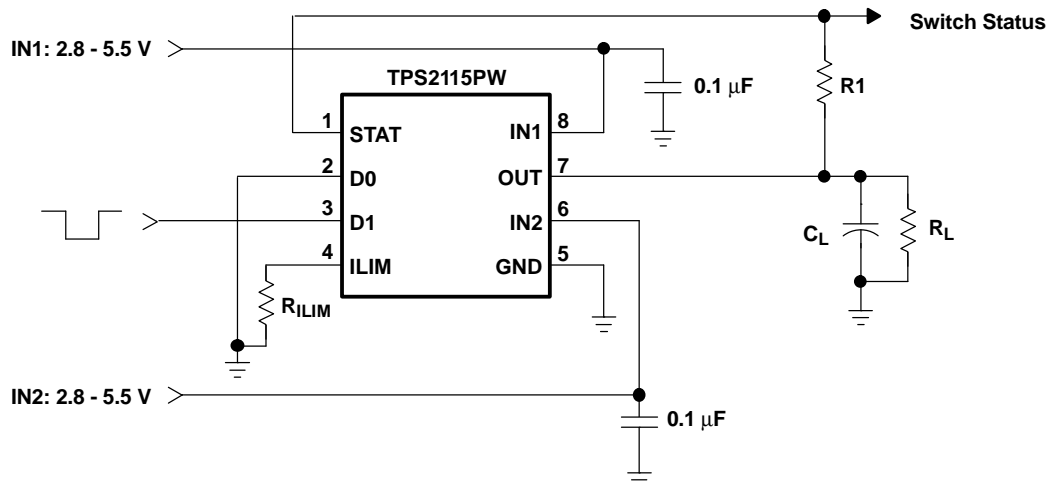 Switch Status
IN1: 2.8 - 5.5 V
TPS2115PW
0.1 μF
R1
1
STAT
IN1
8
2
D0
OUT
7
3
D1
IN2
6
4
ILIM
GND
5
CL
RL
RILIM
IN2: 2.8 - 5.5 V
0.1 μF